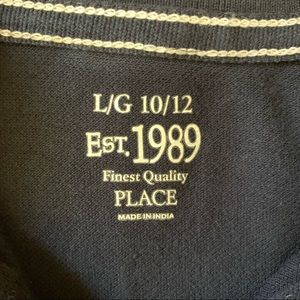 L/G 10/12
EST. 1989
Finest Quality
PLACE
MADE IN INDIA